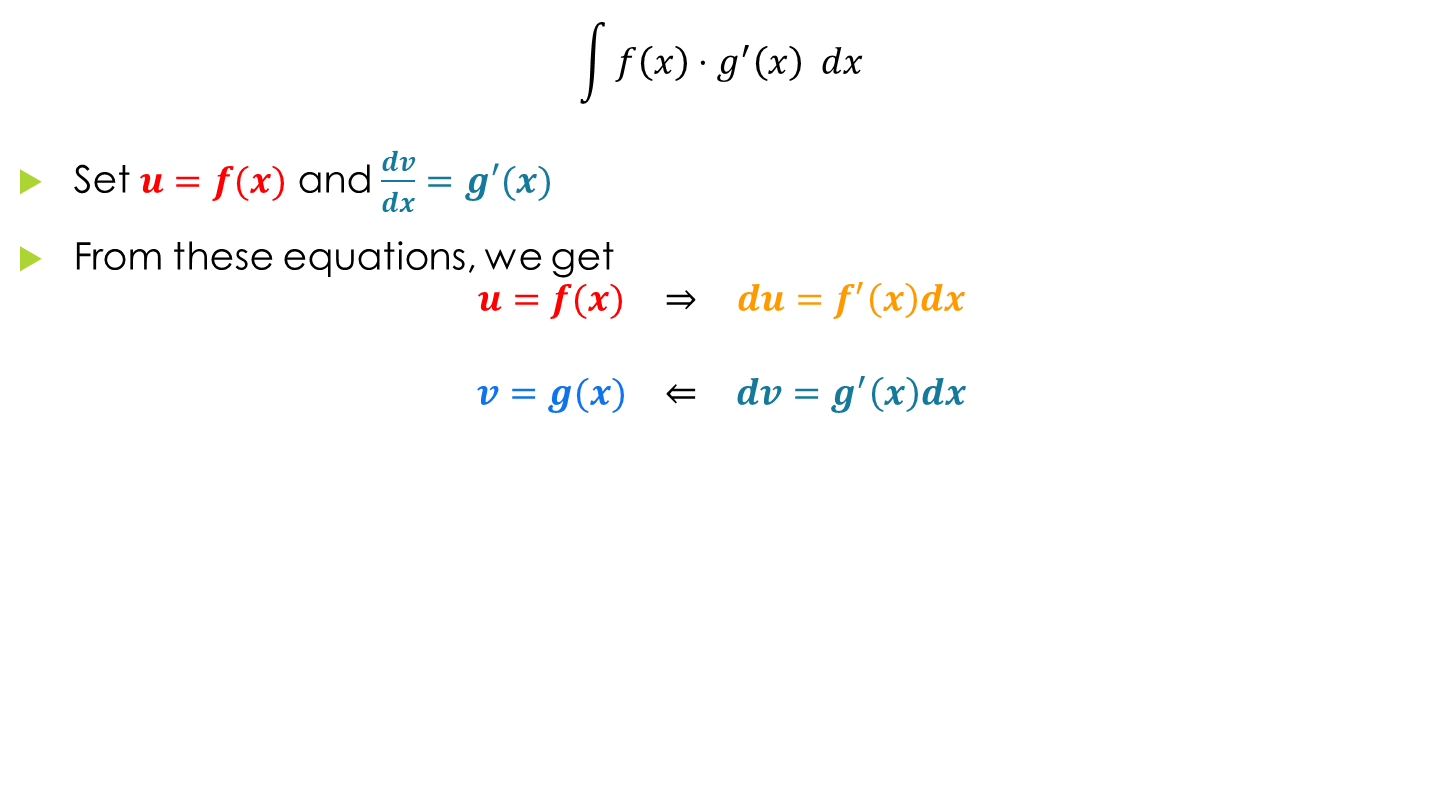 ∫ f(x) · g′(x) dx
Set u = f(x) and dv/dx = g′(x)
From these equations, we get
u = f(x) ⇒ du = f′(x)dx
v = g(x) ⇐ dv = g′(x)dx